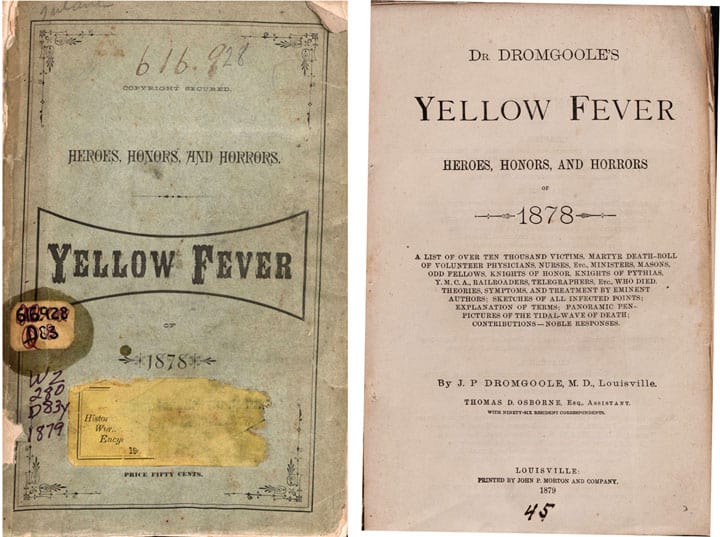 616.928
COPYRIGHT SECURED.
HEROES, HONORS, AND HORRORS.
YELLOW FEVER
OF
1878
616928
D83
WZ
280
D83y
1879
Histor
Encyc
19
PRICE FIFTY CENTS.
DR DROMGOOLE'S
YELLOW FEVER
HEROES, HONORS, AND HORRORS
OF
1878
A LIST OF OVER TEN THOUSAND VICTIMS, MARTYR DEATH-ROLL
OF VOLUNTEER PHYSICIANS, NURSES, ETC., MINISTERS, MASONS,
ODD FELLOWS, KNIGHTS OF HONOR, KNIGHTS OF PYTHIAS,
Y. M. C. A., RAILROADERS, TELEGRAPHERS, ETC., WHO DIED.
THEORIES, SYMPTOMS, AND TREATMENT BY EMINENT
AUTHORS; SKETCHES OF ALL INFECTED POINTS;
EXPLANATION OF TERMS; PANORAMIC PEN-
PICTURES OF THE TIDAL-WAVE OF DEATH;
CONTRIBUTIONS—NOBLE RESPONSES.
By J. P DROMGOOLE, M. D., Louisville.
THOMAS D. OSBORNE, Esq., ASSISTANT.
WITH NINETY-SIX RESIDENT CORRESPONDENTS.
LOUISVILLE:
PRINTED BY JOHN P. MORTON AND COMPANY.
1879
45